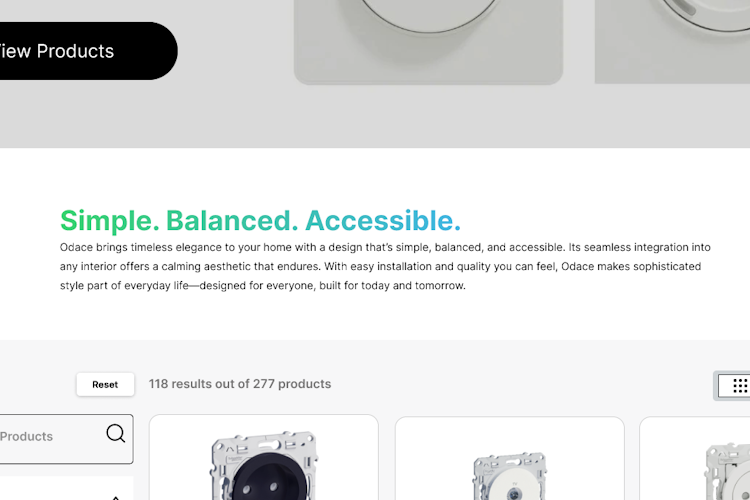 View Products
Simple. Balanced. Accessible.
Odace brings timeless elegance to your home with a design that's simple, balanced, and accessible. Its seamless integration into
any interior offers a calming aesthetic that endures. With easy installation and quality you can feel, Odace makes sophisticated
style part of everyday life—designed for everyone, built for today and tomorrow.
Reset
118 results out of 277 products
Products